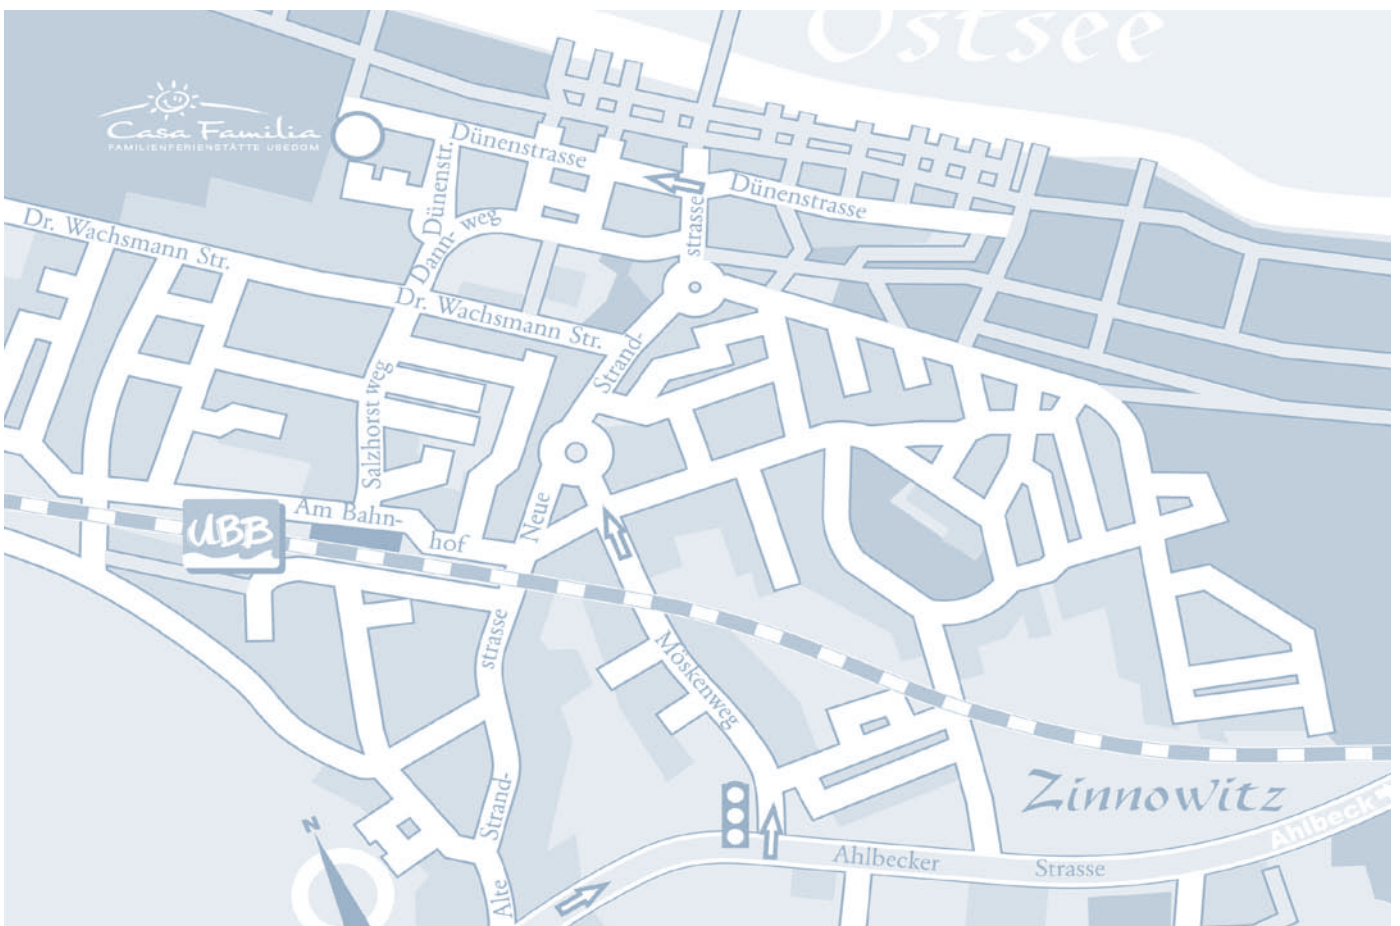 Ostsee
Casa Familia
FAMILIENFERIENSTÄTTE USEDOM
Dünenstrasse
Dünenstr.
Dünenstrasse
strasse
Dann- weg
Dr. Wachsmann Str.
Dr. Wachsmann Str.
Strand-
Salzhorst weg
Neue
UBB
Am Bahn-
hof
strasse
Möskenweg
Strand-
Alte
Zinnowitz
Ahlbeck
Ahlbecker Strasse
N